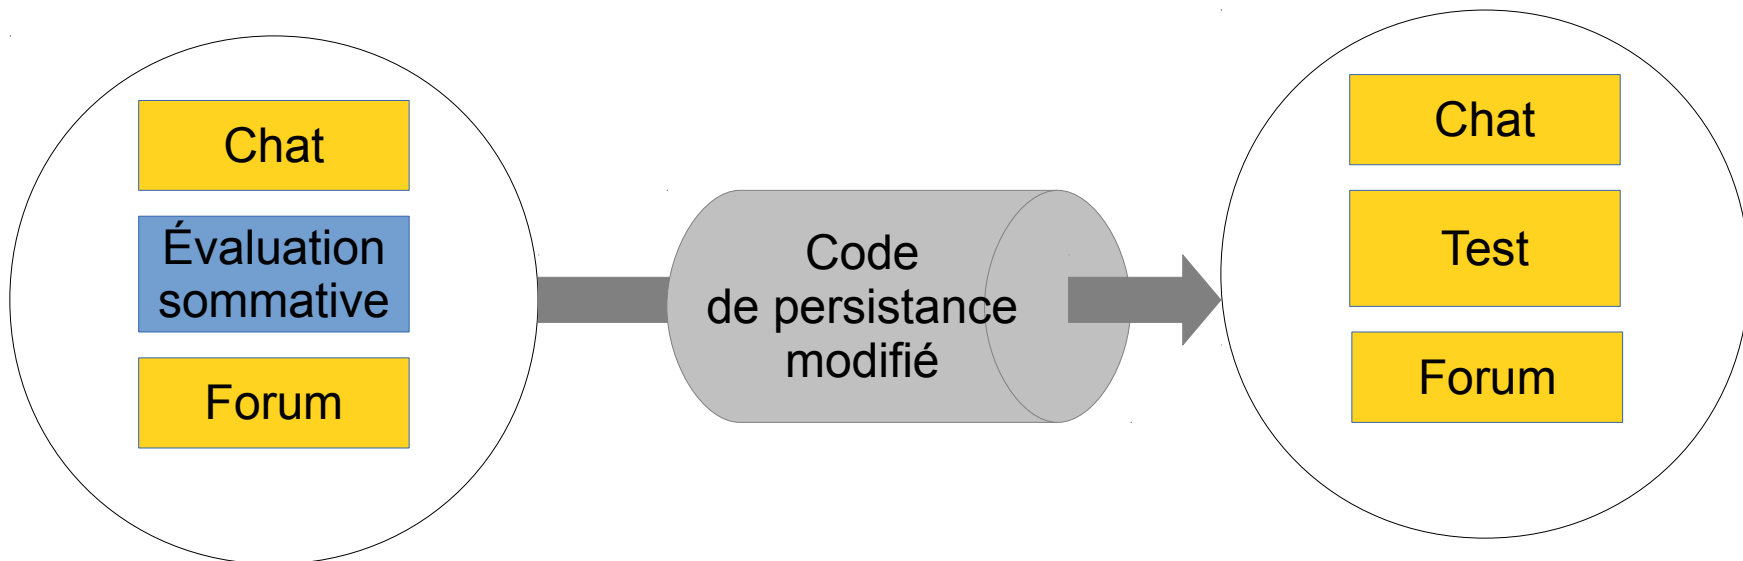 Chat
Évaluation
sommative
Forum
Code
de persistance
modifié
Chat
Test
Forum